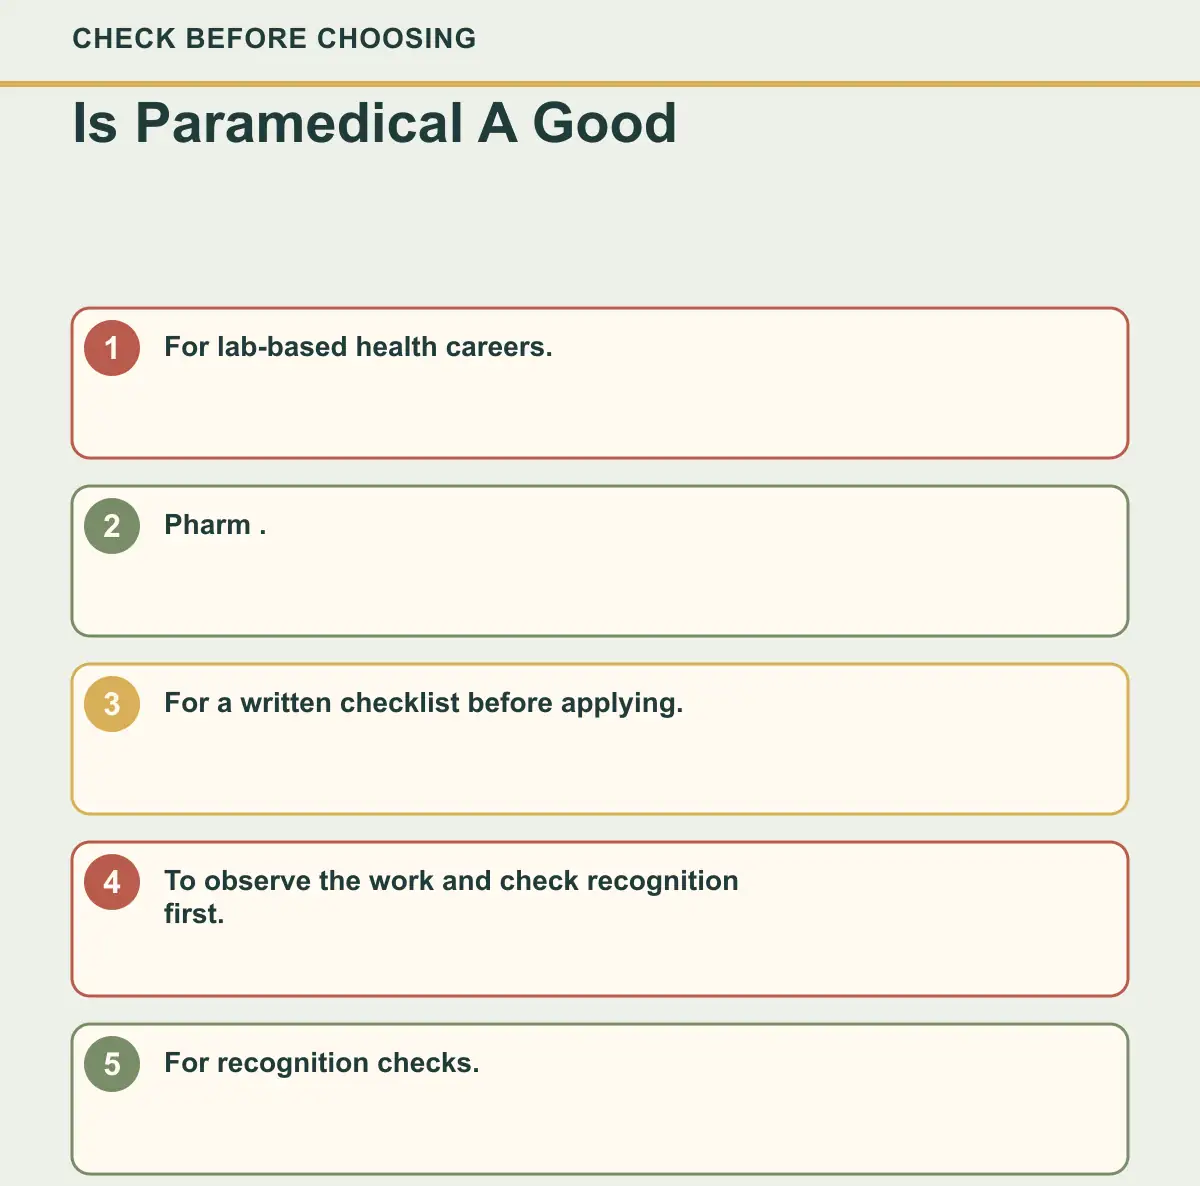 CHECK BEFORE CHOOSING
Is Paramedical A Good
1 For lab-based health careers.
2 Pharm .
3 For a written checklist before applying.
4 To observe the work and check recognition
first.
5 For recognition checks.